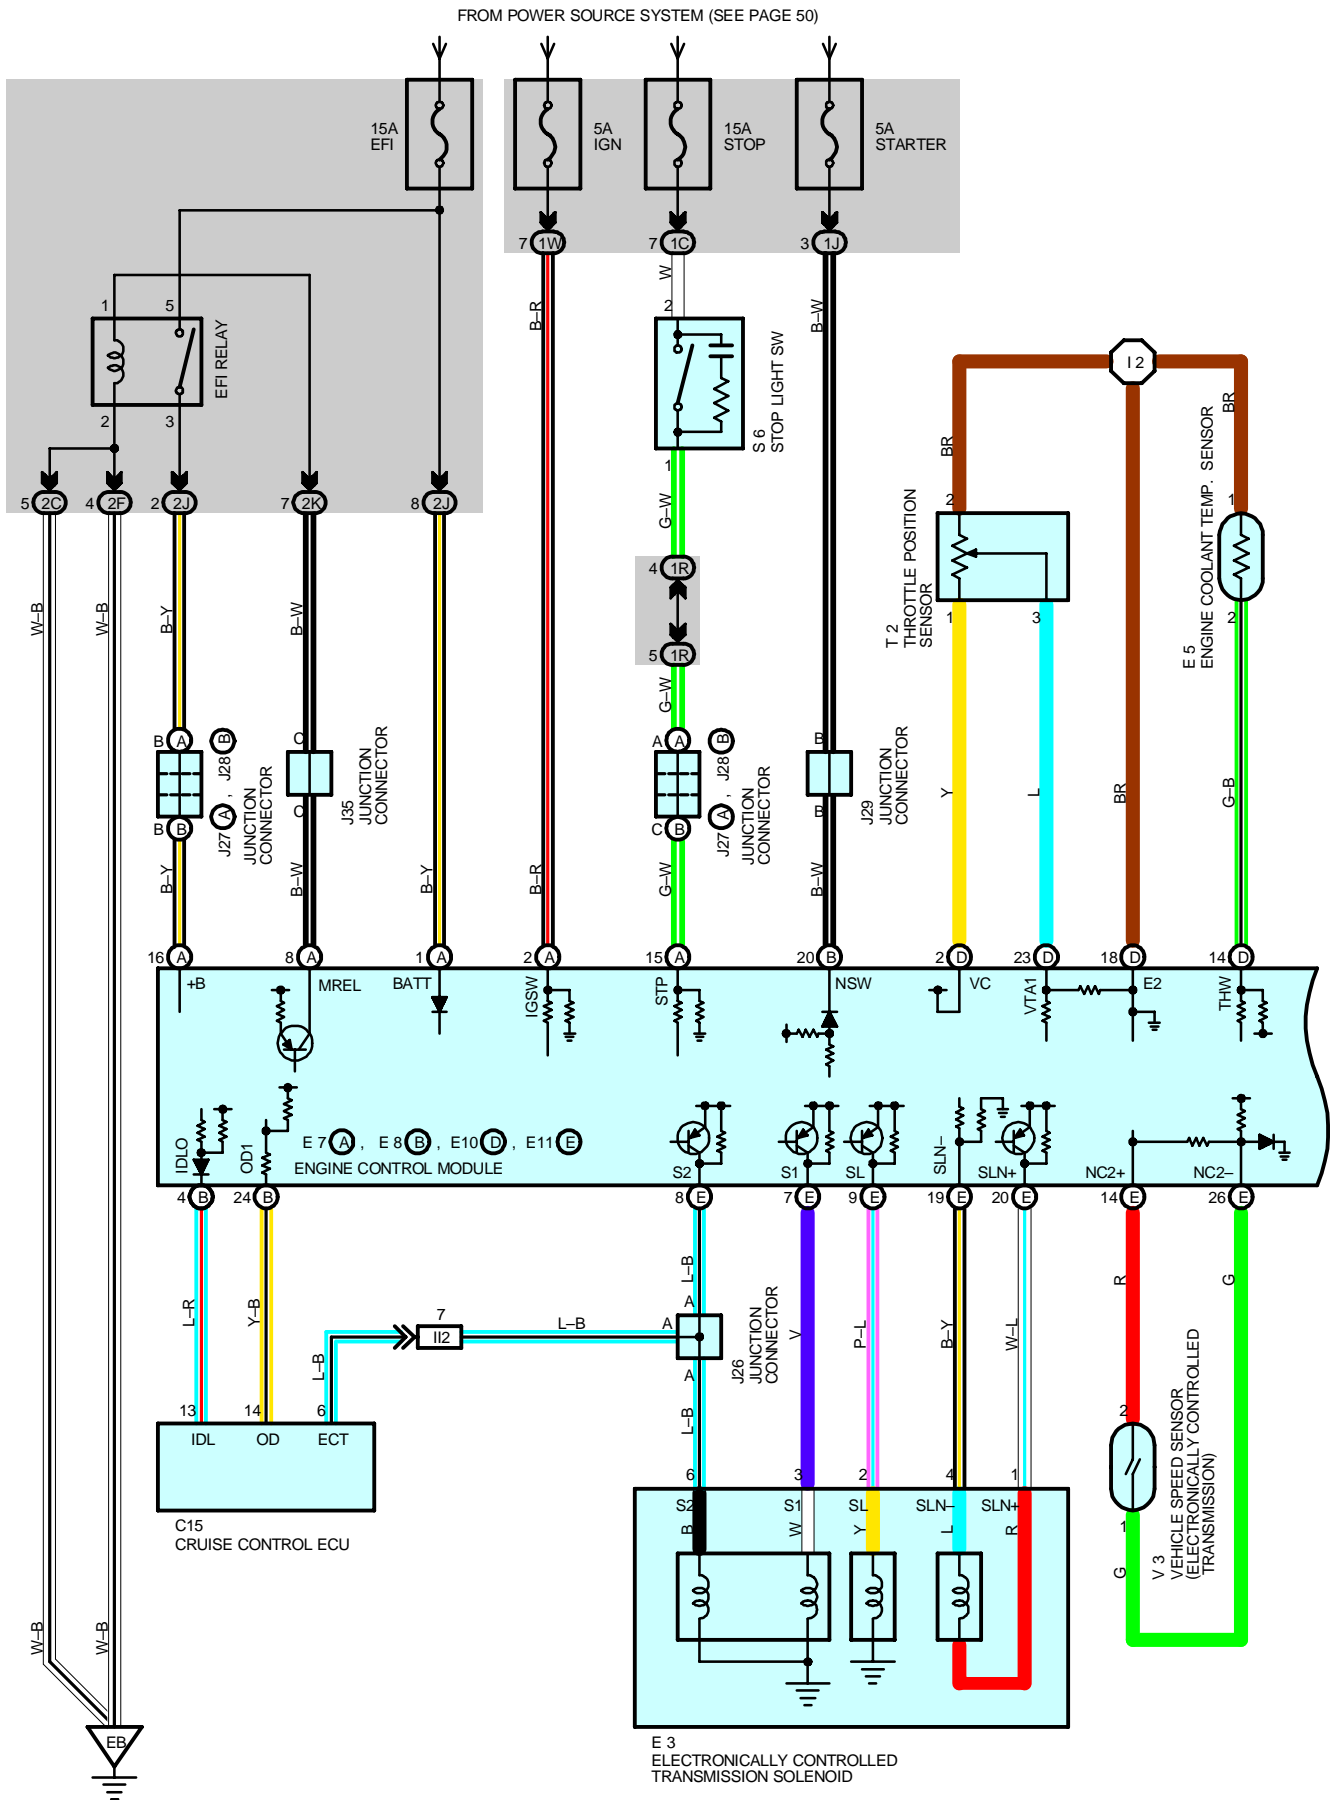 FROM POWER SOURCE SYSTEM (SEE PAGE 50)
15A
EFI
5A
IGN
15A
STOP
5A
STARTER
7 1W
7 1C
3 1J
1
5
EFI RELAY
2
3
5 2C
4 2F
2 2J
7 2K
8 2J
B–R
W
2
S 6
STOP LIGHT SW
1
G–W
B–W
4 1R
5 1R
G–W
I 2
BR
BR
2
1
T 2
THROTTLE POSITION
SENSOR
1
3
E 5
ENGINE COOLANT TEMP. SENSOR
2
W–B
W–B
B–Y
B–W
B A
B B
J27 A , J28 B
JUNCTION
CONNECTOR
C
C
J35
JUNCTION
CONNECTOR
A A
C B
J27 A , J28 B
JUNCTION
CONNECTOR
B
B
J29
JUNCTION
CONNECTOR
Y
L
BR
G–B
B–Y
B–W
B–Y
B–R
G–W
B–W
16 A
8 A
1 A
2 A
15 A
20 B
2 D
23 D
18 D
14 D
+B
MREL
BATT
IGSW
STP
NSW
VC
VTA1
E2
THW
IDLO
OD1
E 7 A , E 8 B , E10 D , E11 E
ENGINE CONTROL MODULE
S2
S1
SL
SLN–
SLN+
NC2+
NC2–
4 B
24 B
8 E
7 E
9 E
19 E
20 E
14 E
26 E
L–R
Y–B
L–B
7
II2
L–B
L–B
A
A
A
J26
JUNCTION
CONNECTOR
L–B
V
P–L
B–Y
W–L
R
G
13
14
6
IDL
OD
ECT
C15
CRUISE CONTROL ECU
6
3
2
4
1
S2
S1
SL
SLN–
SLN+
B
W
Y
L
R
2
1
G
V 3
VEHICLE SPEED SENSOR
(ELECTRONICALLY CONTROLLED
TRANSMISSION)
W–B
W–B
EB
E 3
ELECTRONICALLY CONTROLLED
TRANSMISSION SOLENOID